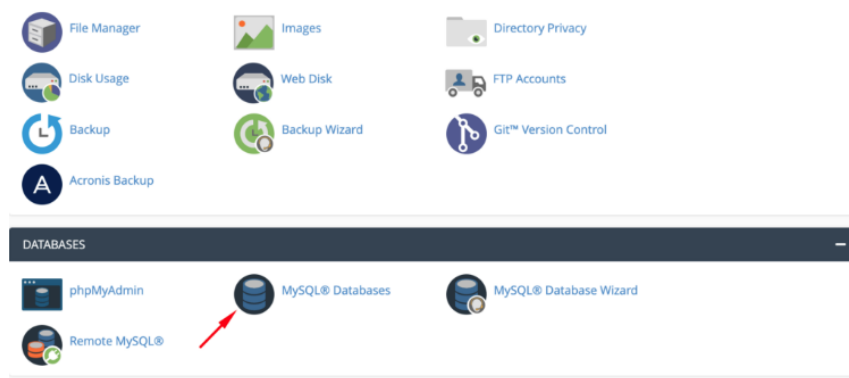 File Manager
Images
Directory Privacy
Disk Usage
Web Disk
FTP Accounts
Backup
Backup Wizard
Git™ Version Control
Acronis Backup
DATABASES
phpMyAdmin
MySQL® Databases
MySQL® Database Wizard
Remote MySQL®